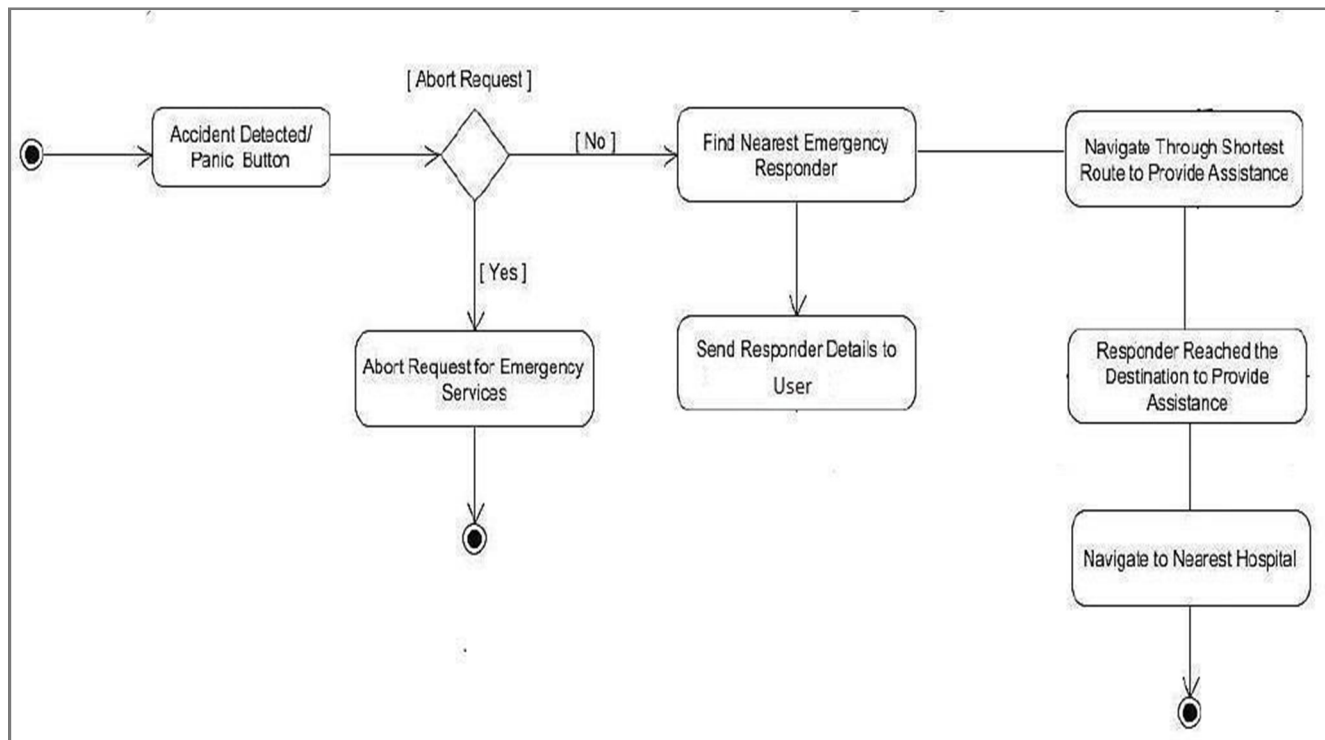 [ Abort Request ]
Accident Detected/
Panic Button
[ No ]
Find Nearest Emergency
Responder
Navigate Through Shortest
Route to Provide Assistance
[ Yes ]
Abort Request for Emergency
Services
Send Responder Details to
User
Responder Reached the
Destination to Provide
Assistance
Navigate to Nearest Hospital